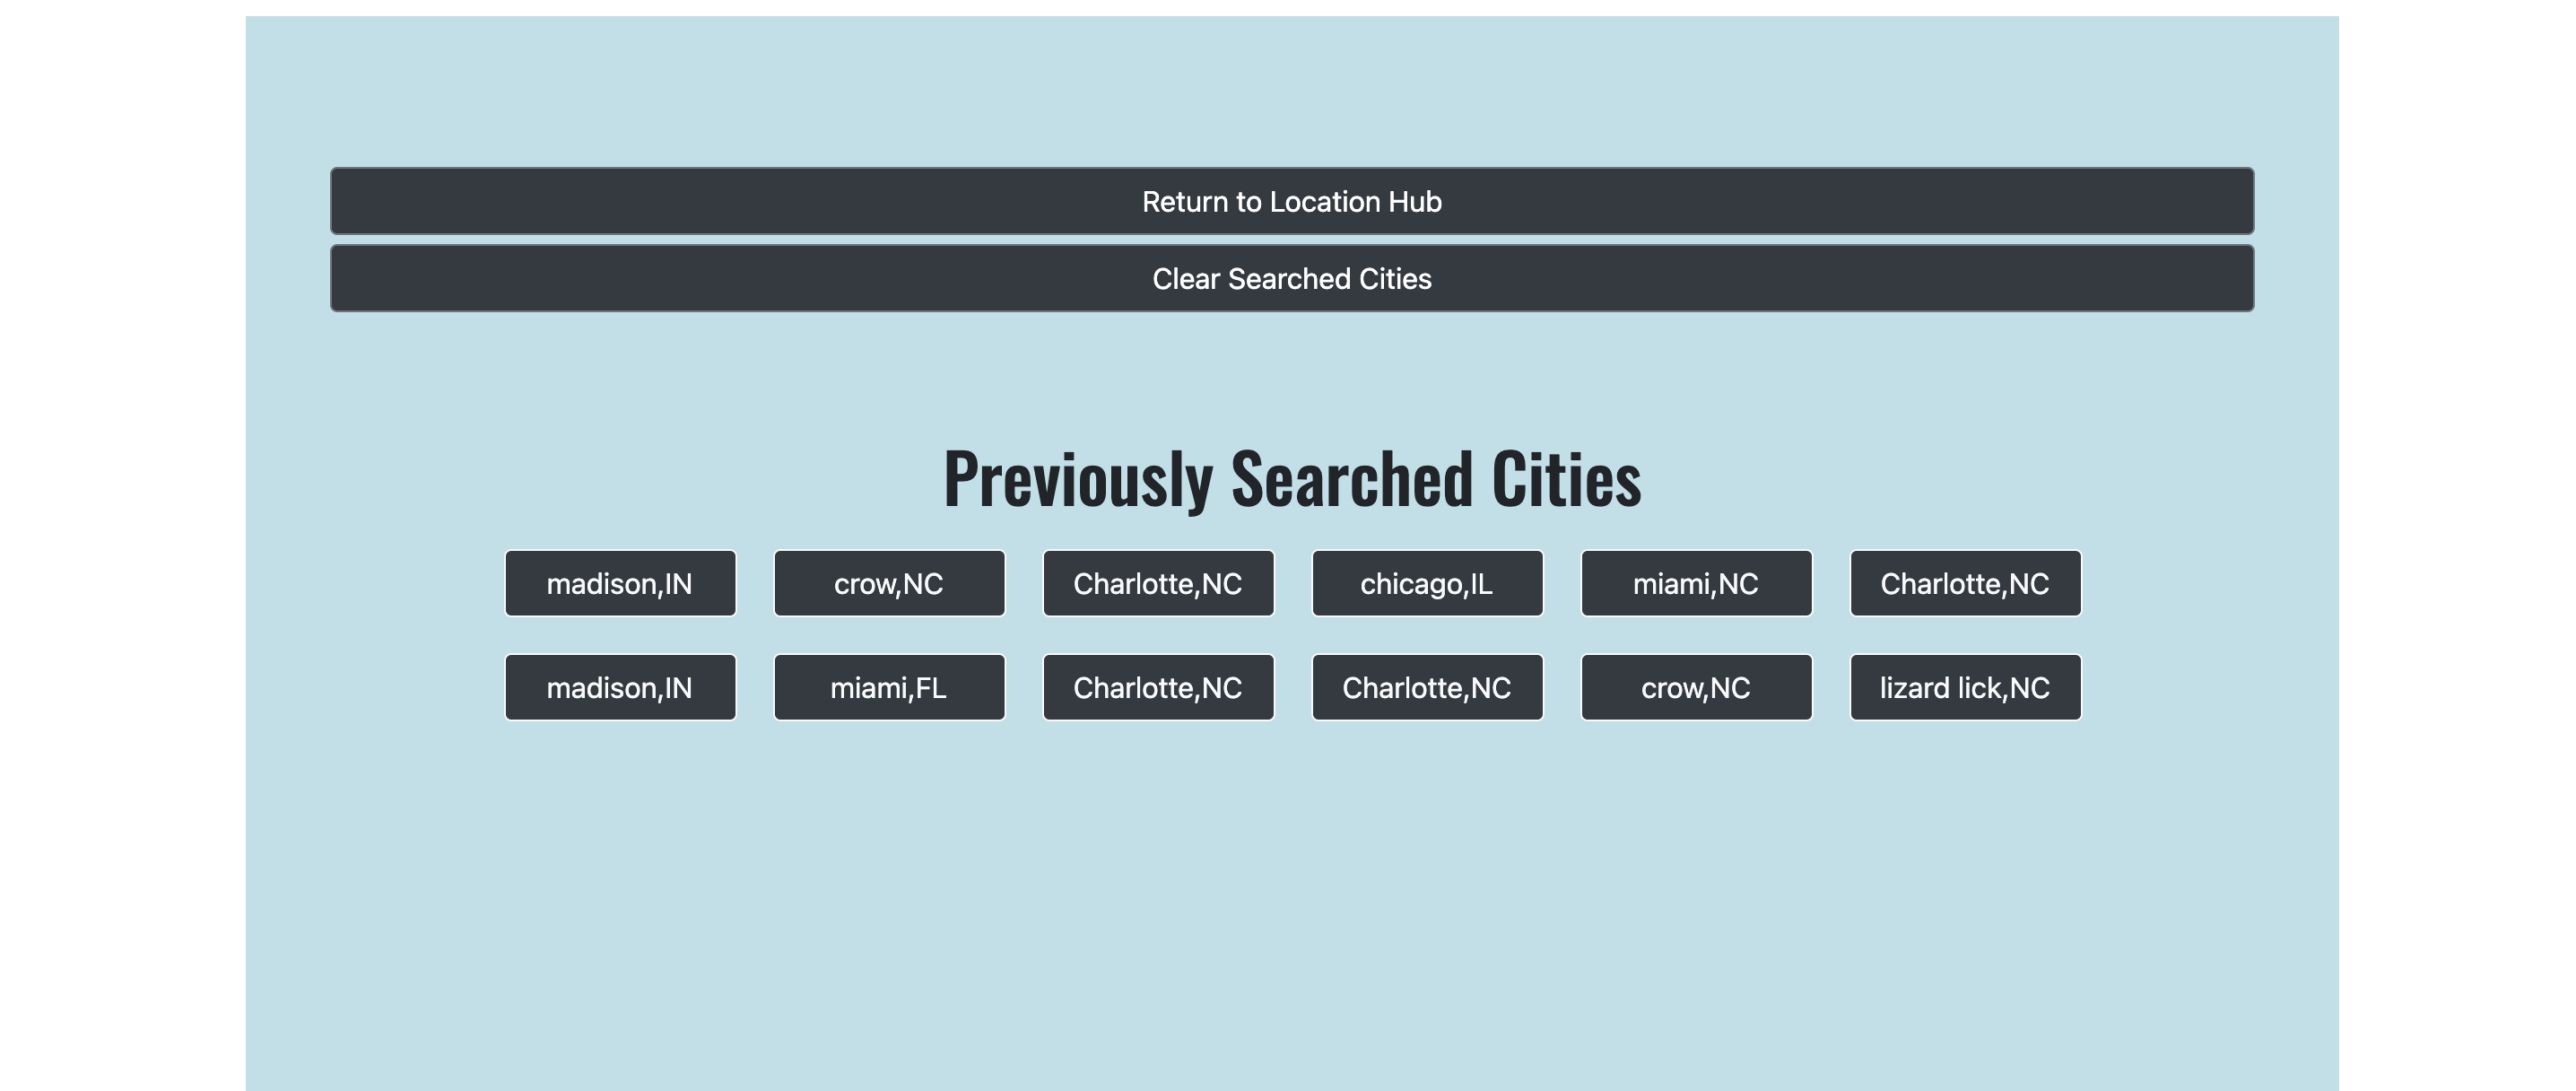 Return to Location Hub
Clear Searched Cities
Previously Searched Cities
madison,IN crow,NC Charlotte,NC chicago,IL miami,NC Charlotte,NC
madison,IN miami,FL Charlotte,NC Charlotte,NC crow,NC lizard lick,NC